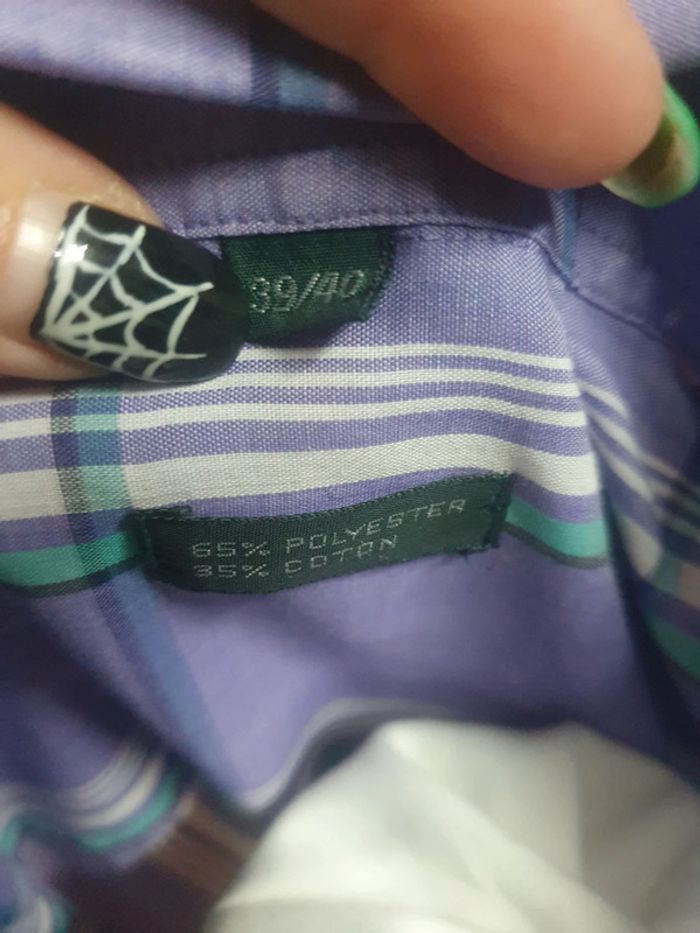 39/40
65% POLYESTER
35% COTON